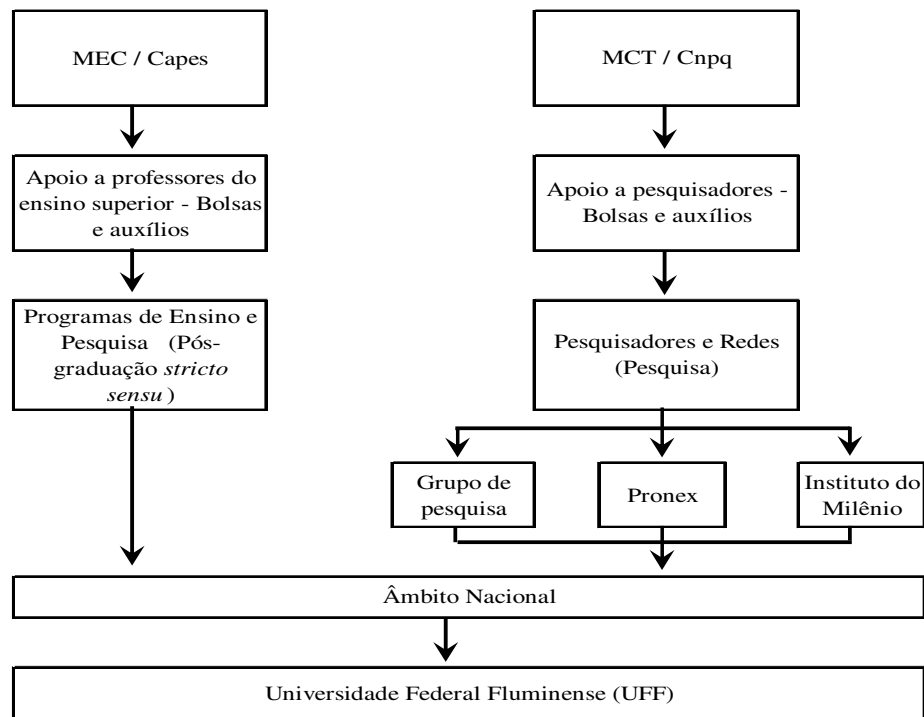 MEC / Capes
MCT / Cnpq
Apoio a professores do
ensino superior - Bolsas
e auxílios
Apoio a pesquisadores -
Bolsas e auxílios
Programas de Ensino e
Pesquisa (Pós-
graduação stricto
sensu)
Pesquisadores e Redes
(Pesquisa)
Grupo de
pesquisa
Pronex
Instituto do
Milênio
Âmbito Nacional
Universidade Federal Fluminense (UFF)